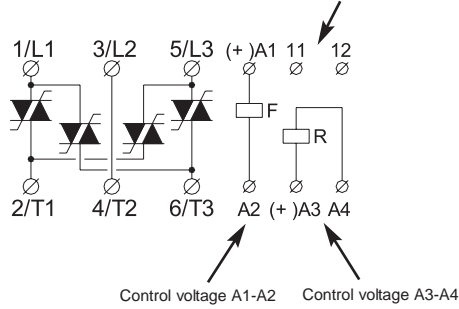 1/L1 3/L2 5/L3 (+)A1 11 12
F
R
2/T1 4/T2 6/T3 A2 (+)A3 A4
Control voltage A1-A2 Control voltage A3-A4